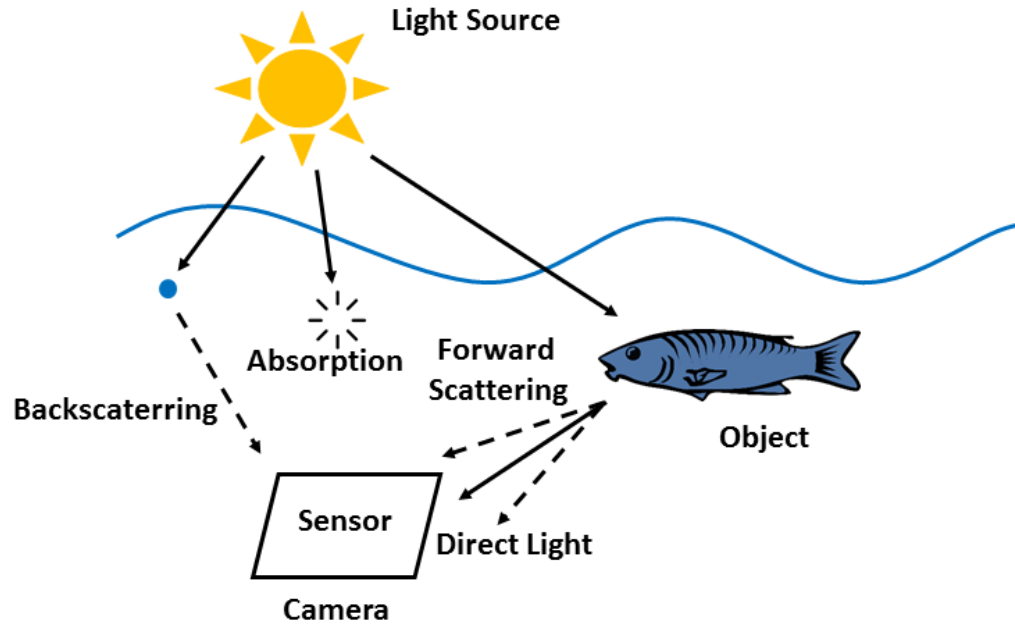 Light Source
Absorption
Forward
Scattering
Backscaterring
Object
Sensor
Direct Light
Camera